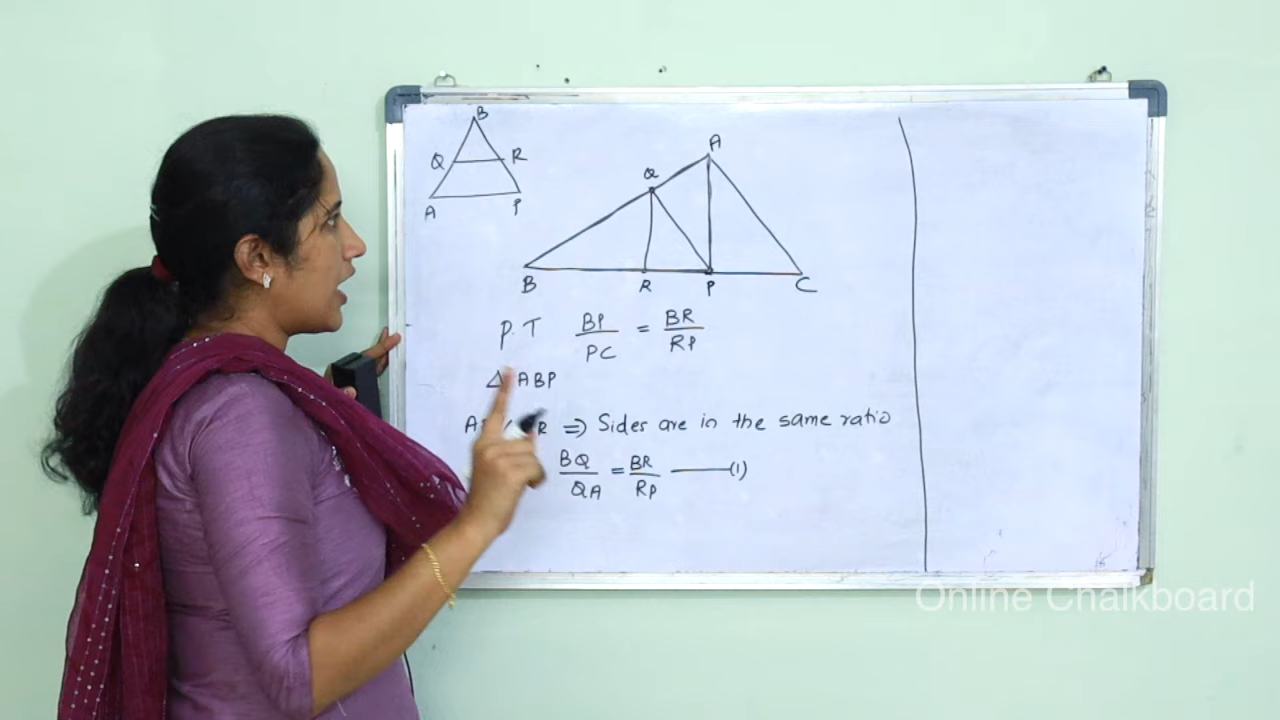 B
Q R
A P
A
Q
B R P C
P.T BP/PC = BR/RP
△ ABP
⇒ Sides are in the same ratio
BQ/QA = BR/RP ——(1)
Online Chalkboard